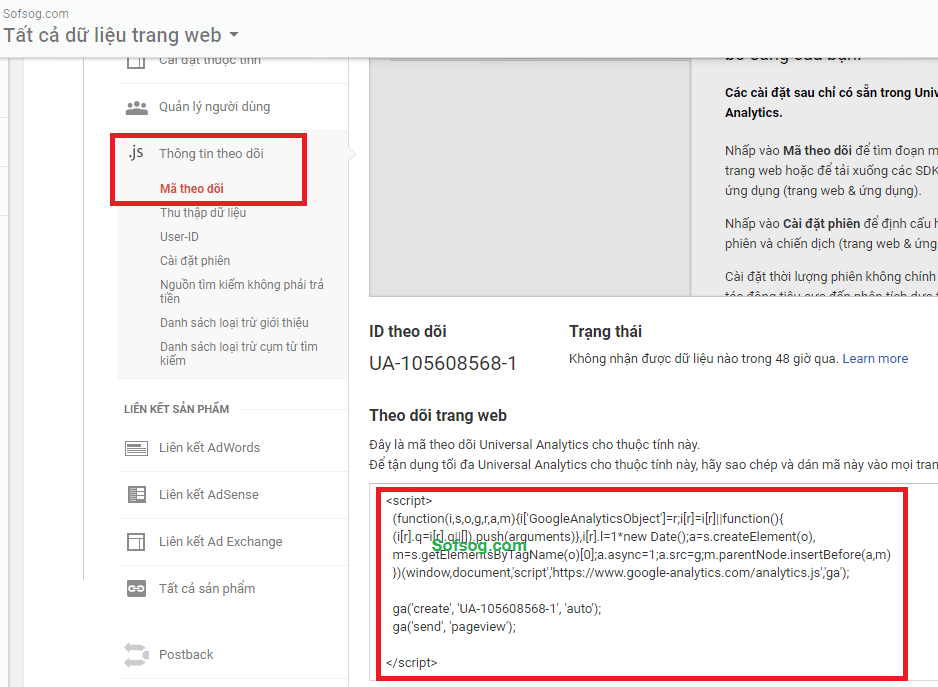 Sofsog.com
Tất cả dữ liệu trang web
Cài đặt thuộc tính
Quản lý người dùng
.js Thông tin theo dõi
Mã theo dõi
Thu thập dữ liệu
User-ID
Cài đặt phiên
Nguồn tìm kiếm không phải trả
tiền
Danh sách loại trừ giới thiệu
Danh sách loại trừ cụm từ tìm
kiếm
LIÊN KẾT SẢN PHẨM
Liên kết AdWords
Liên kết AdSense
Liên kết Ad Exchange
Tất cả sản phẩm
Postback
bổ sung của bạn!
Các cài đặt sau chỉ có sẵn trong Univ
Analytics.
Nhấp vào Mã theo dõi để tìm đoạn m
trang web hoặc để tải xuống các SDK
ứng dụng (trang web & ứng dụng).
Nhấp vào Cài đặt phiên để định cấu h
phiên và chiến dịch (trang web & ứng
Cài đặt thời lượng phiên không chính
tác động tiêu cực đến phân tích dựa t
ID theo dõi
UA-105608568-1
Trạng thái
Không nhận được dữ liệu nào trong 48 giờ qua. Learn more
Theo dõi trang web
Đây là mã theo dõi Universal Analytics cho thuộc tính này.
Để tận dụng tối đa Universal Analytics cho thuộc tính này, hãy sao chép và dán mã này vào mọi tran
<script>
(function(i,s,o,g,r,a,m){i['GoogleAnalyticsObject']=r;i[r]=i[r]||function(){
(i[r].q=i[r].q||[]).push(arguments)},i[r].l=1*new Date();a=s.createElement(o),
Sofsog.com
m=s.getElementsByTagName(o)[0];a.async=1;a.src=g;m.parentNode.insertBefore(a,m)
})(window,document,'script','https://www.google-analytics.com/analytics.js','ga');
ga('create', 'UA-105608568-1', 'auto');
ga('send', 'pageview');
</script>